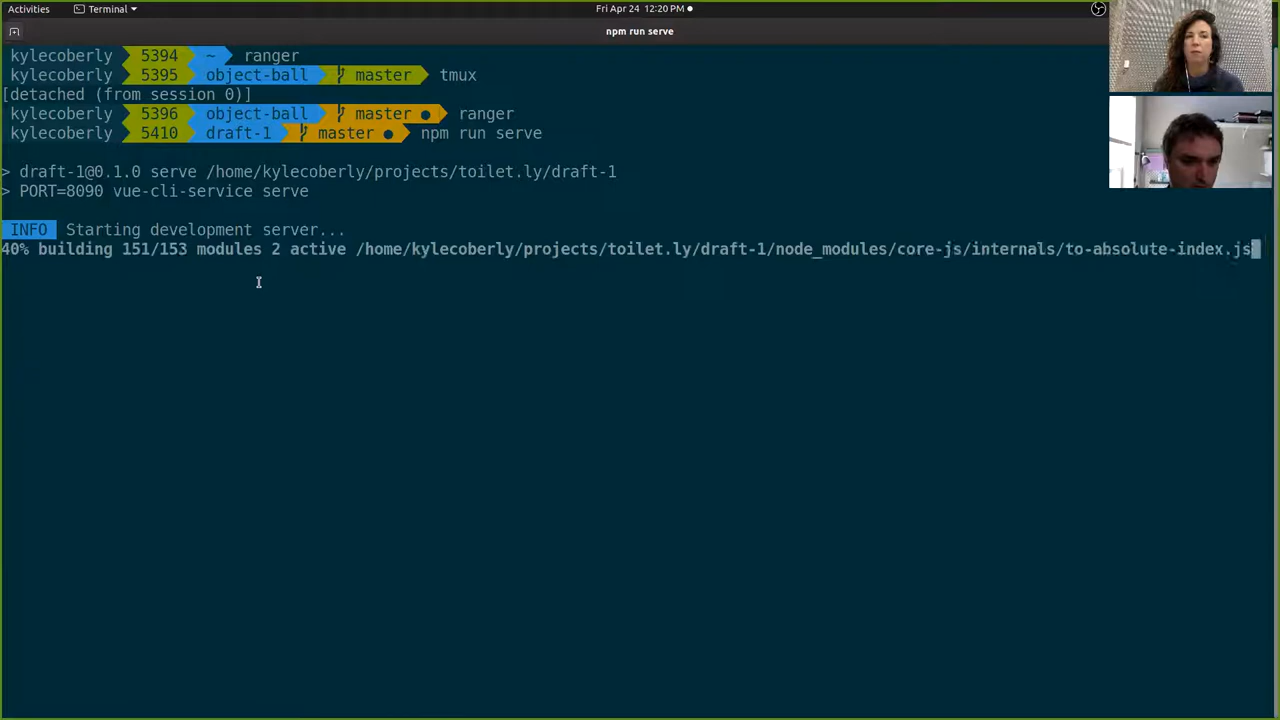 Activities Terminal Fri Apr 24 12:20 PM
npm run serve
kylecoberly 5394 ~ ranger
kylecoberly 5395 object-ball master tmux
[detached (from session 0)]
kylecoberly 5396 object-ball master ● ranger
kylecoberly 5410 draft-1 master ● npm run serve
> draft-1@0.1.0 serve /home/kylecoberly/projects/toilet.ly/draft-1
> PORT=8090 vue-cli-service serve
INFO Starting development server...
40% building 151/153 modules 2 active /home/kylecoberly/projects/toilet.ly/draft-1/node_modules/core-js/internals/to-absolute-index.js